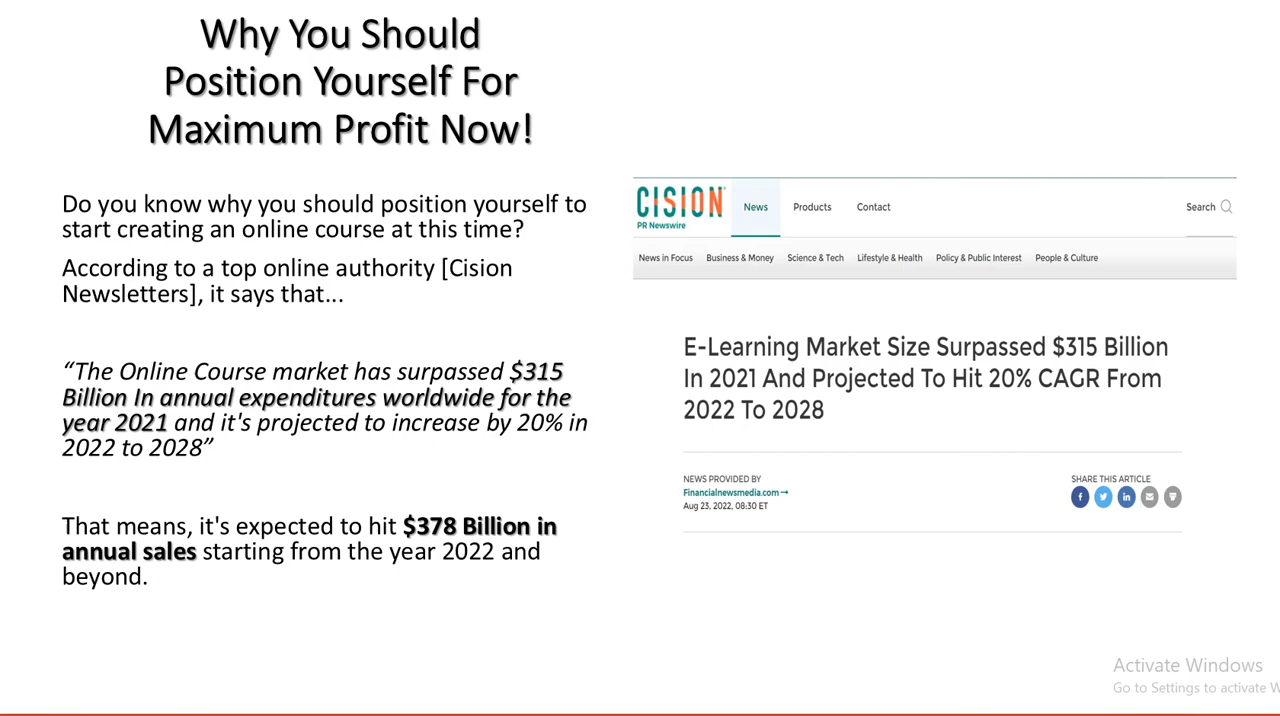 Why You Should
Position Yourself For
Maximum Profit Now!
Do you know why you should position yourself to
start creating an online course at this time?
According to a top online authority [Cision
Newsletters], it says that...
“The Online Course market has surpassed $315
Billion In annual expenditures worldwide for the
year 2021 and it's projected to increase by 20% in
2022 to 2028”
That means, it's expected to hit $378 Billion in
annual sales starting from the year 2022 and
beyond.
CISION
PR Newswire
News Products Contact Search
News in Focus Business & Money Science & Tech Lifestyle & Health Policy & Public Interest People & Culture
E-Learning Market Size Surpassed $315 Billion
In 2021 And Projected To Hit 20% CAGR From
2022 To 2028
NEWS PROVIDED BY
Financialnewsmedia.com→
Aug 23, 2022, 08:30 ET
SHARE THIS ARTICLE
Activate Windows
Go to Settings to activate W